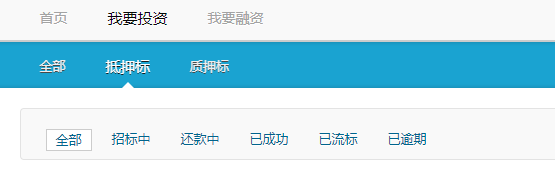 首页 我要投资 我要融资
全部 抵押标 质押标
全部 招标中 还款中 已成功 已流标 已逾期